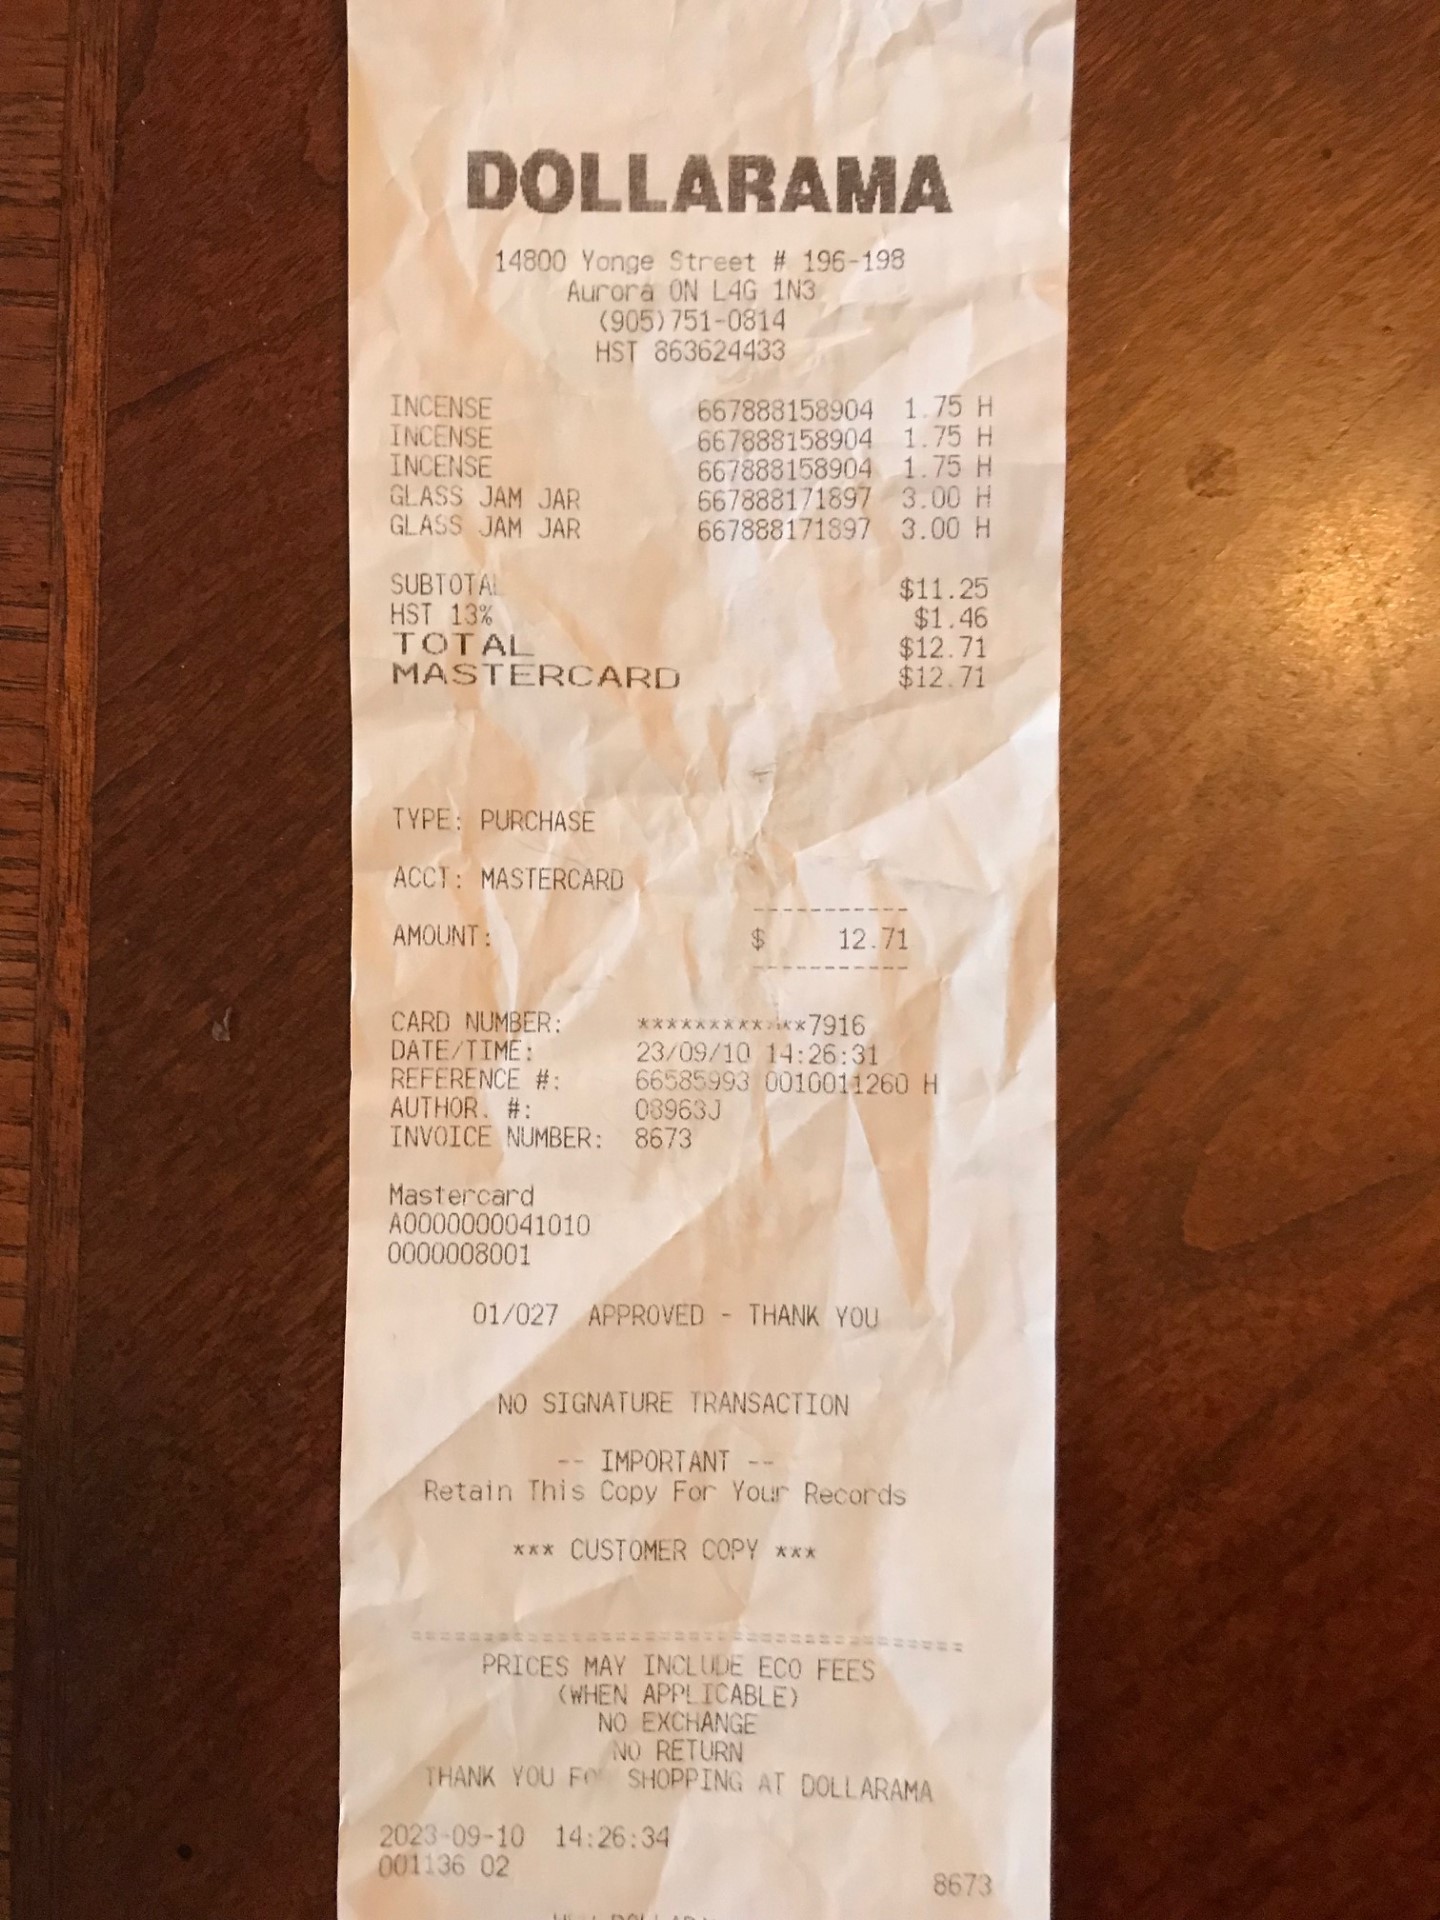 DOLLARAMA
14800 Yonge Street # 196-198
Aurora ON L4G 1N3
(905)751-0814
HST 863624433
INCENSE 667888158904 1.75 H
INCENSE 667888158904 1.75 H
INCENSE 667888158904 1.75 H
GLASS JAM JAR 667888171897 3.00 H
GLASS JAM JAR 667888171897 3.00 H
SUBTOTAL $11.25
HST 13% $1.46
TOTAL $12.71
MASTERCARD $12.71
TYPE: PURCHASE
ACCT: MASTERCARD
-----------
AMOUNT: $ 12.71
-----------
CARD NUMBER: ************7916
DATE/TIME: 23/09/10 14:26:31
REFERENCE #: 66585993 0010011260 H
AUTHOR. #: 08963J
INVOICE NUMBER: 8673
Mastercard
A0000000041010
0000008001
01/027 APPROVED - THANK YOU
NO SIGNATURE TRANSACTION
-- IMPORTANT --
Retain This Copy For Your Records
*** CUSTOMER COPY ***
======================================
PRICES MAY INCLUDE ECO FEES
(WHEN APPLICABLE)
NO EXCHANGE
NO RETURN
THANK YOU FOR SHOPPING AT DOLLARAMA
2023-09-10 14:26:34
001136 02
8673